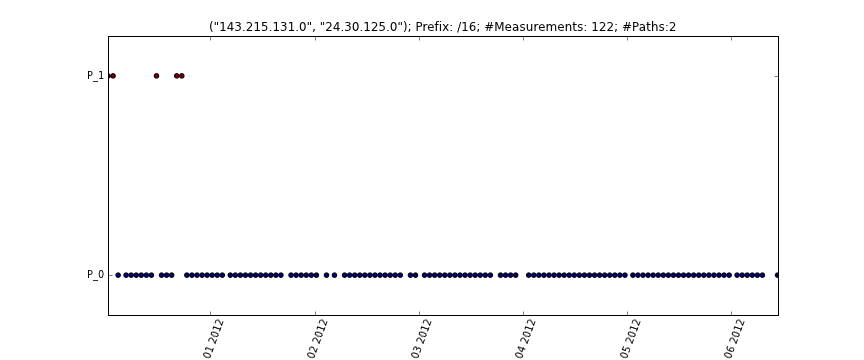 ("143.215.131.0", "24.30.125.0"); Prefix: /16; #Measurements: 122; #Paths:2
P_1
P_0
01 2012
02 2012
03 2012
04 2012
05 2012
06 2012